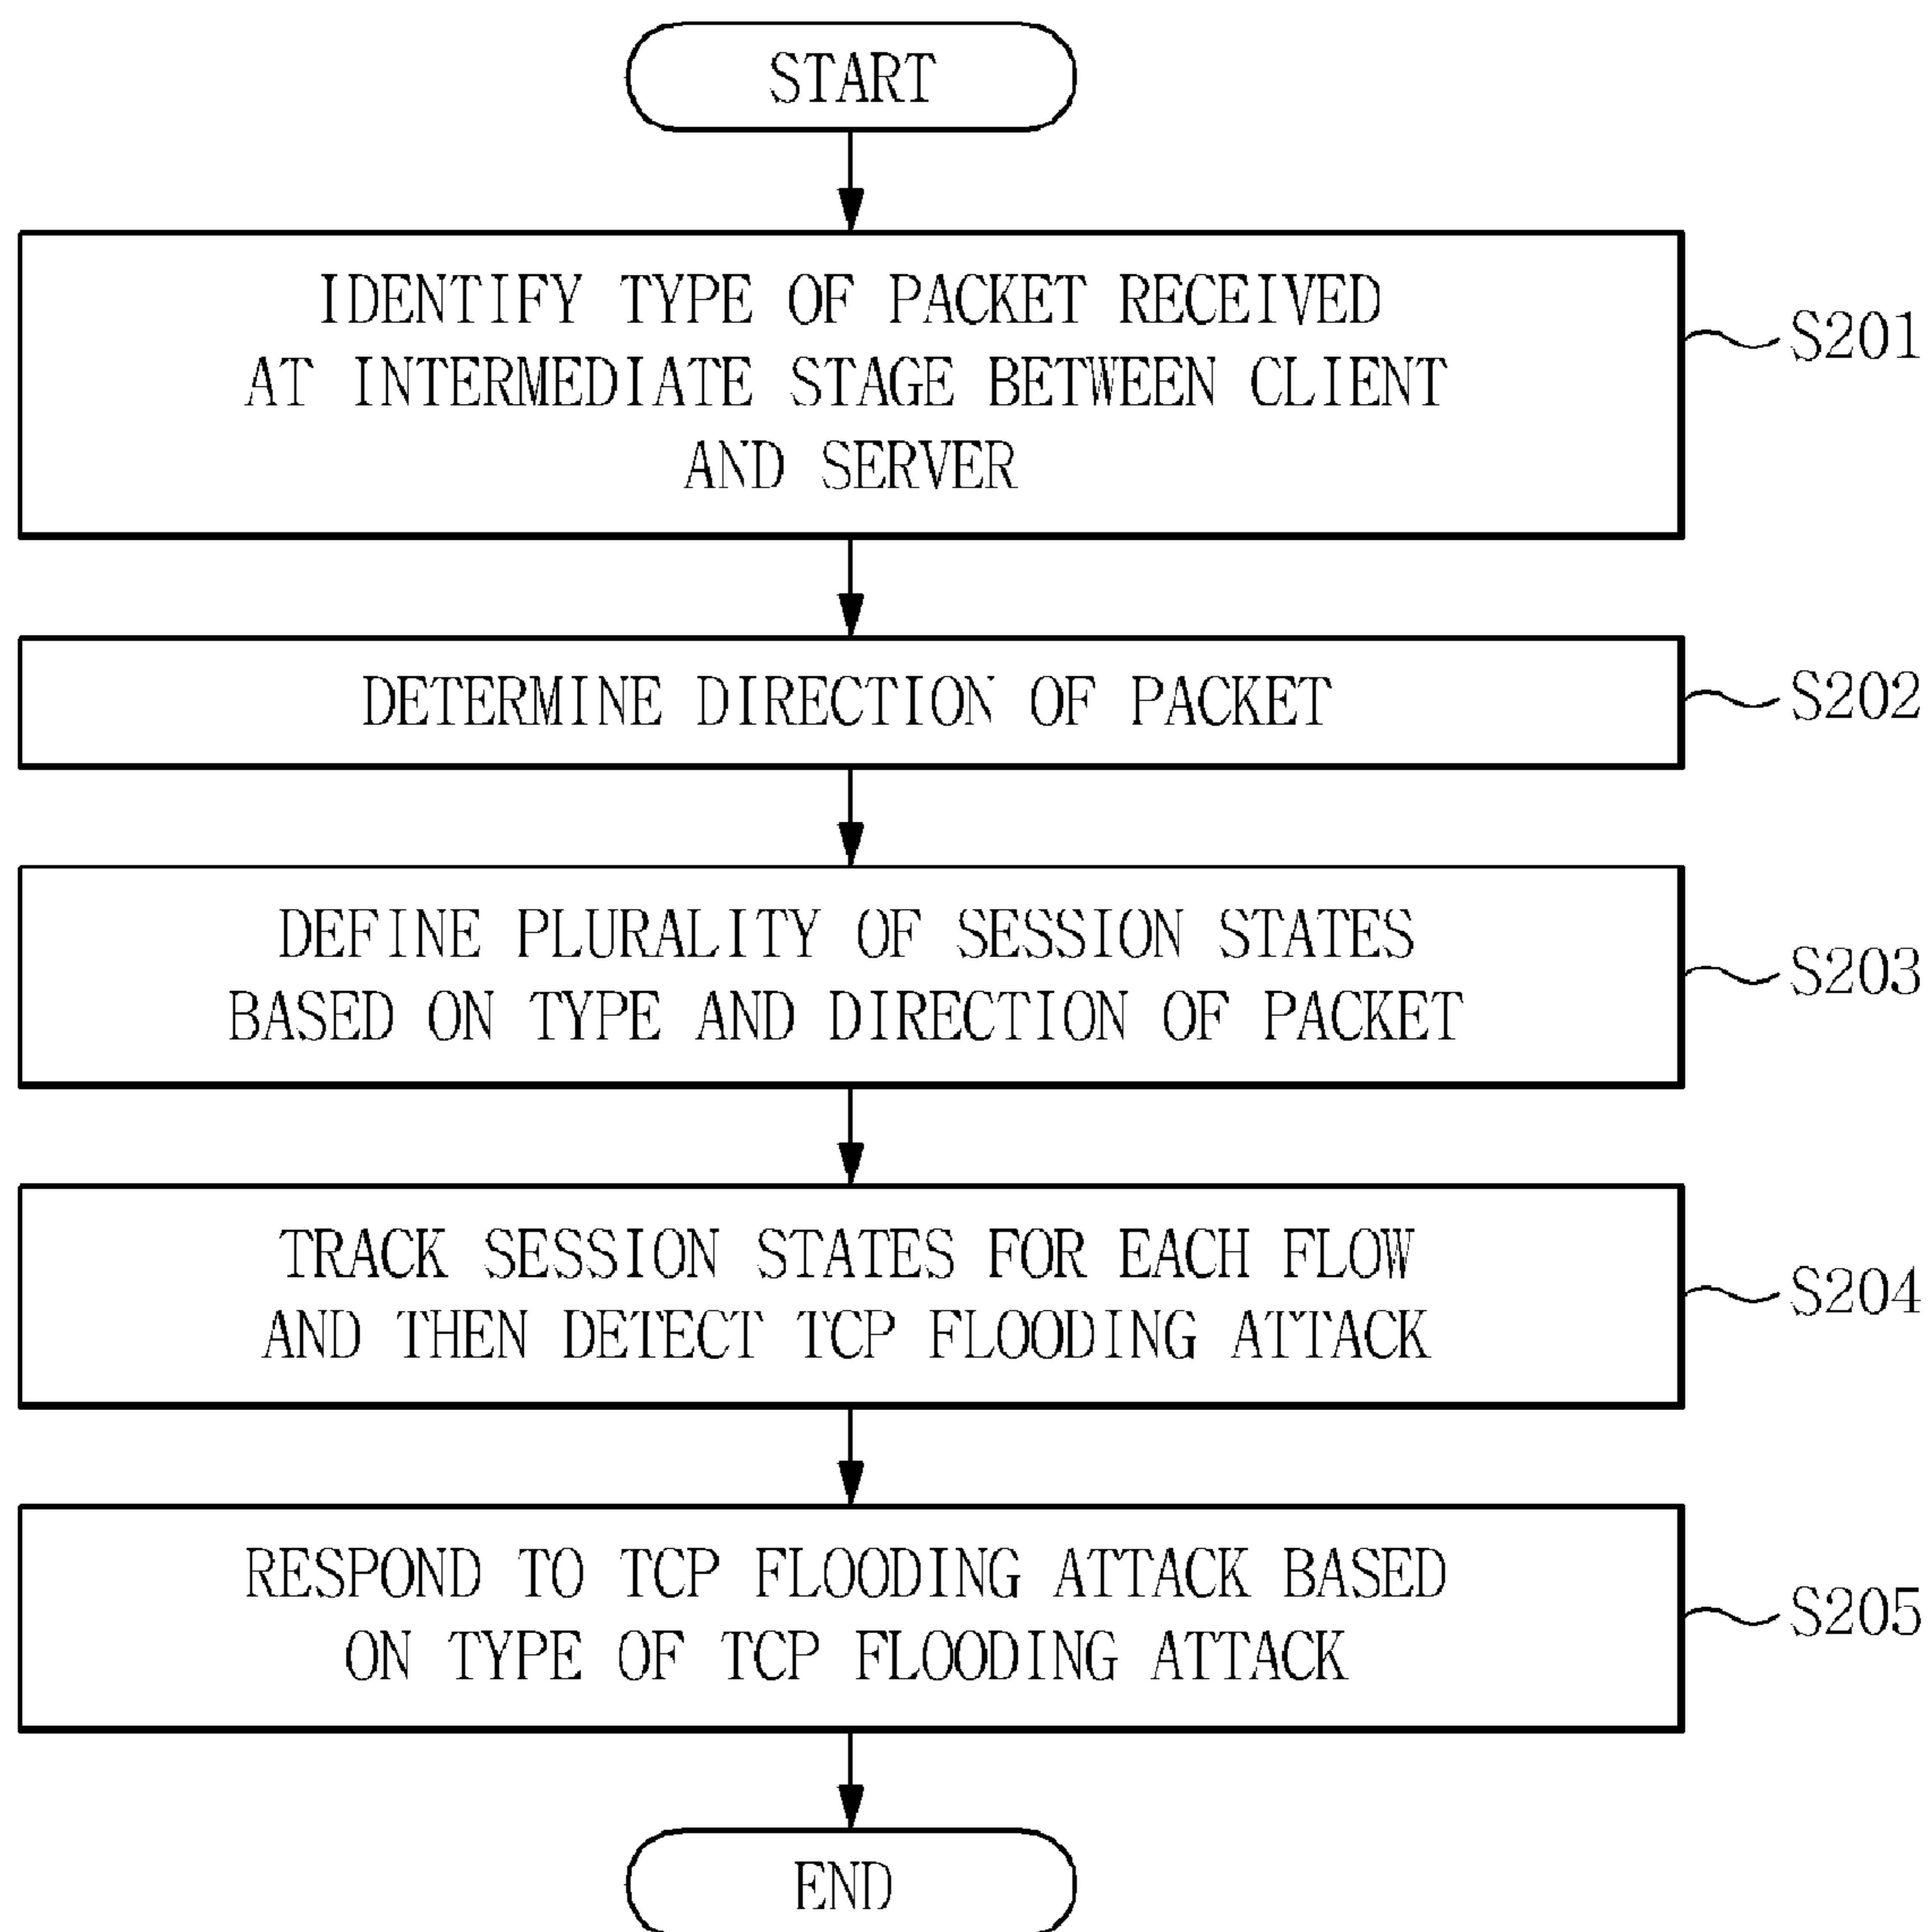 START
IDENTIFY TYPE OF PACKET RECEIVED
AT INTERMEDIATE STAGE BETWEEN CLIENT
AND SERVER
S201
DETERMINE DIRECTION OF PACKET
S202
DEFINE PLURALITY OF SESSION STATES
BASED ON TYPE AND DIRECTION OF PACKET
S203
TRACK SESSION STATES FOR EACH FLOW
AND THEN DETECT TCP FLOODING ATTACK
S204
RESPOND TO TCP FLOODING ATTACK BASED
ON TYPE OF TCP FLOODING ATTACK
S205
END